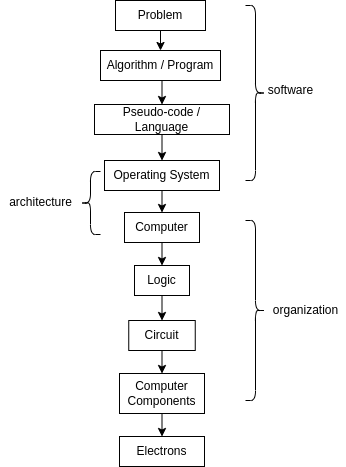 Problem
Algorithm / Program
software
Pseudo-code /
Language
Operating System
architecture
Computer
Logic
organization
Circuit
Computer
Components
Electrons